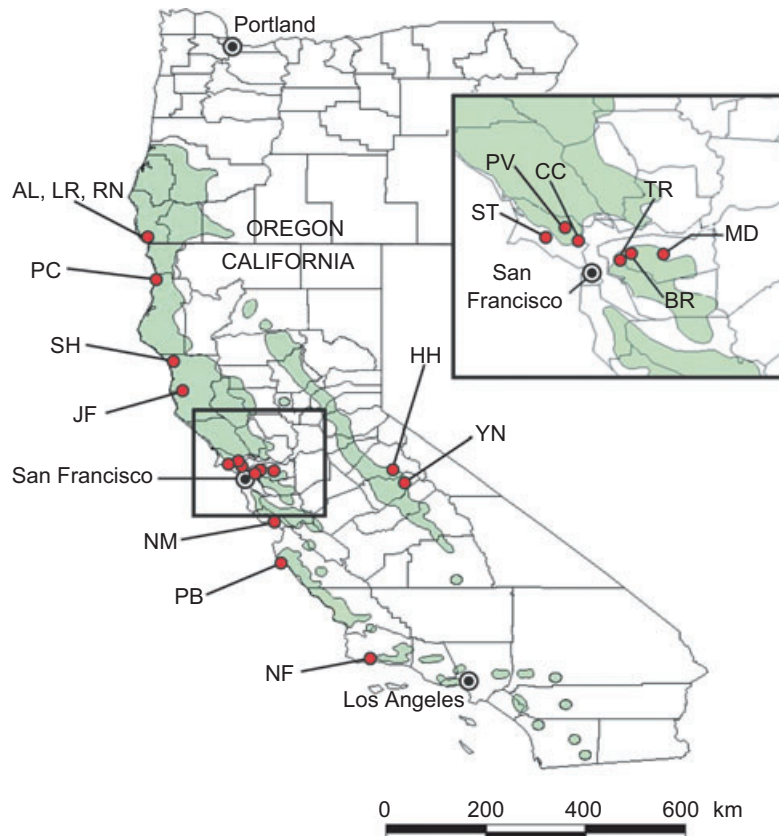 Portland
AL, LR, RN
OREGON
CALIFORNIA
PC
SH
JF
San Francisco
NM
PB
NF
Los Angeles
HH
YN
PV
CC
TR
ST
MD
San
Francisco
BR
0 200 400 600 km